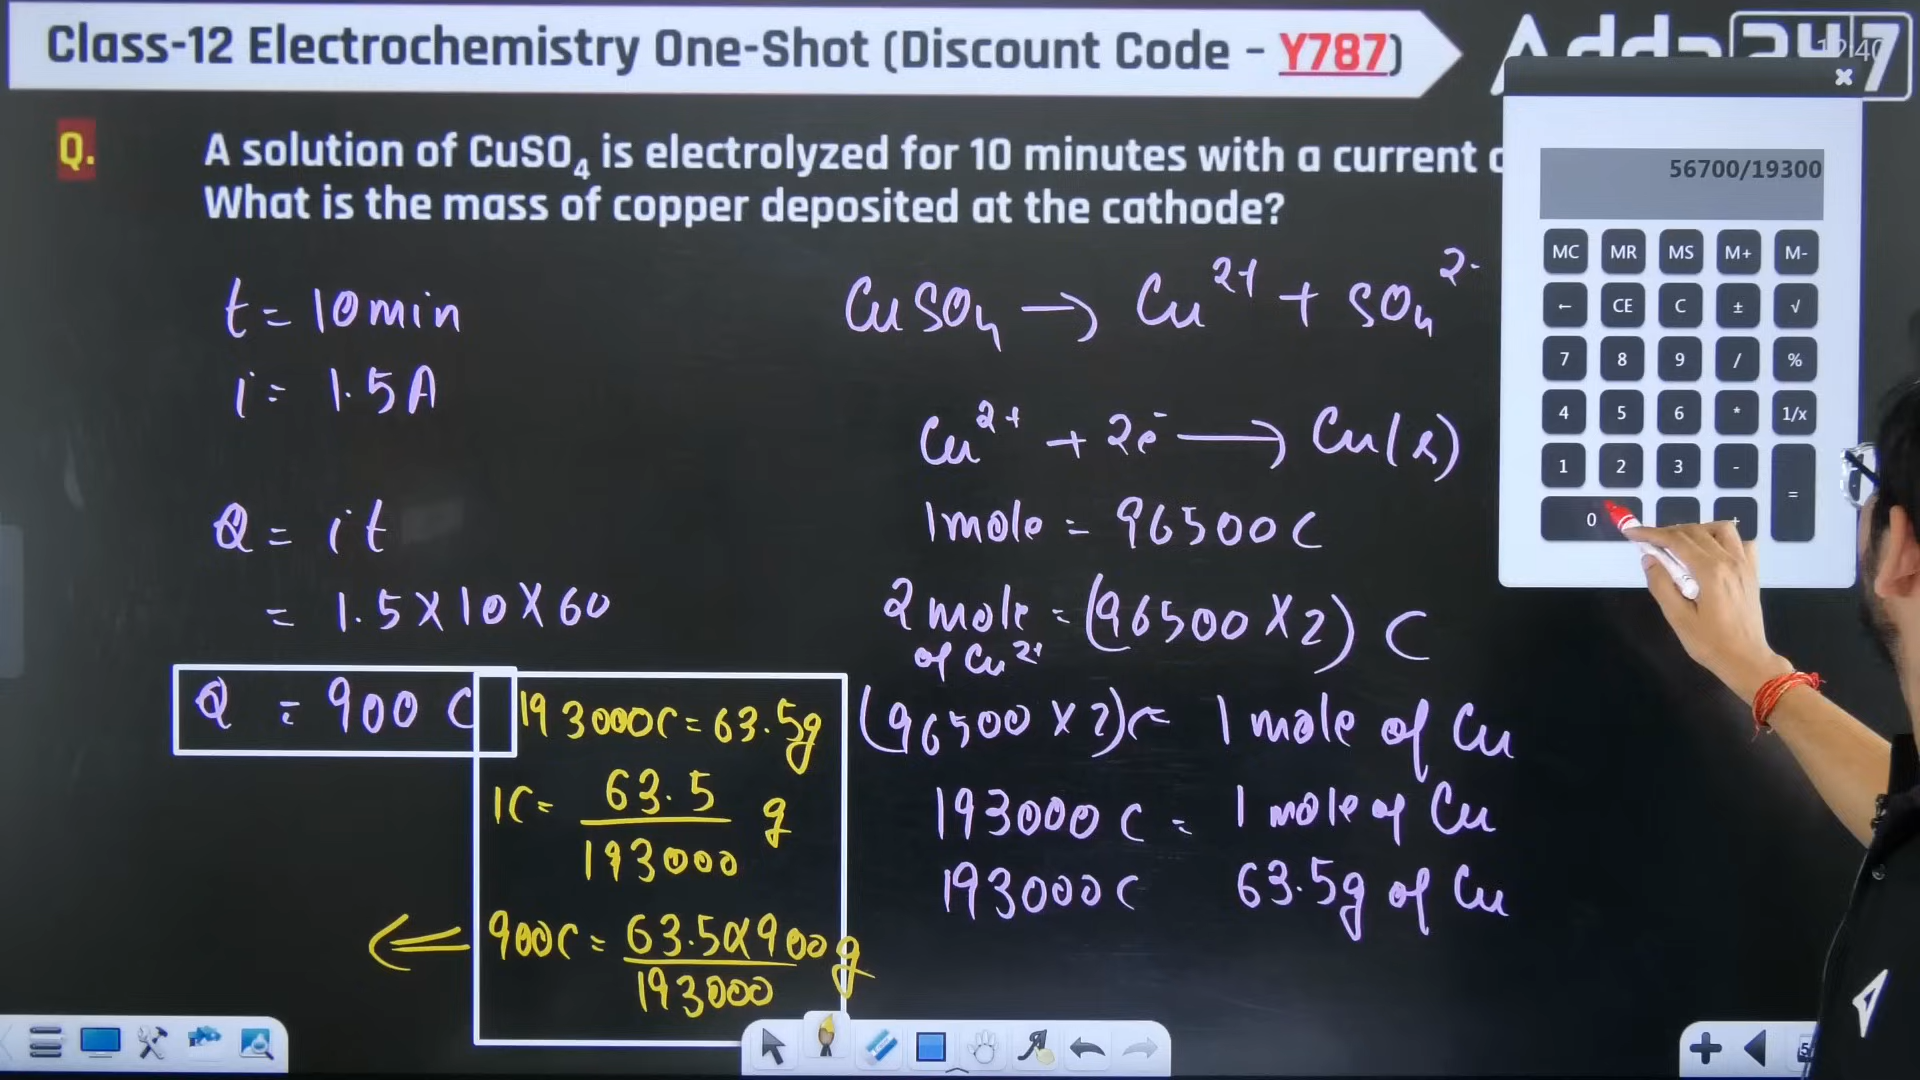 Class-12 Electrochemistry One-Shot (Discount Code - Y787)
Adda247
12:40
Q. A solution of CuSO₄ is electrolyzed for 10 minutes with a current
What is the mass of copper deposited at the cathode?
t = 10 min
i = 1.5A
Q = it
= 1.5 × 10 × 60
Q = 900 C
193000C = 63.5g
1C = 63.5/193000 g
900C = 63.5×900/193000 g
CuSO₄ → Cu²⁺ + SO₄²⁻
Cu²⁺ + 2e⁻ → Cu(s)
1 mole = 96500 C
2 mole of Cu²⁺ = (96500 × 2) C
(96500 × 2)C = 1 mole of Cu
193000 C = 1 mole of Cu
193000 C 63.5g of Cu
56700/19300
MC MR MS M+ M-
← CE C ± √
7 8 9 / %
4 5 6 * 1/x
1 2 3 - =
0 +